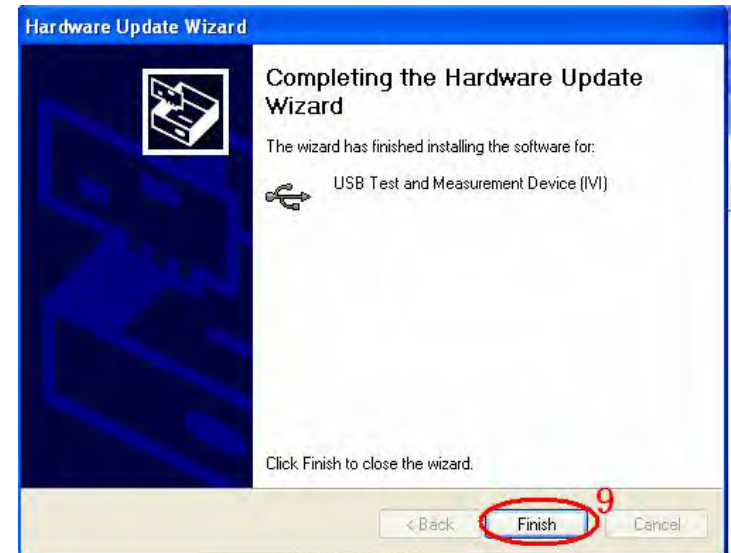 Hardware Update Wizard
Completing the Hardware Update
Wizard
The wizard has finished installing the software for:
USB Test and Measurement Device (IVI)
Click Finish to close the wizard.
9
< Back Finish Cancel